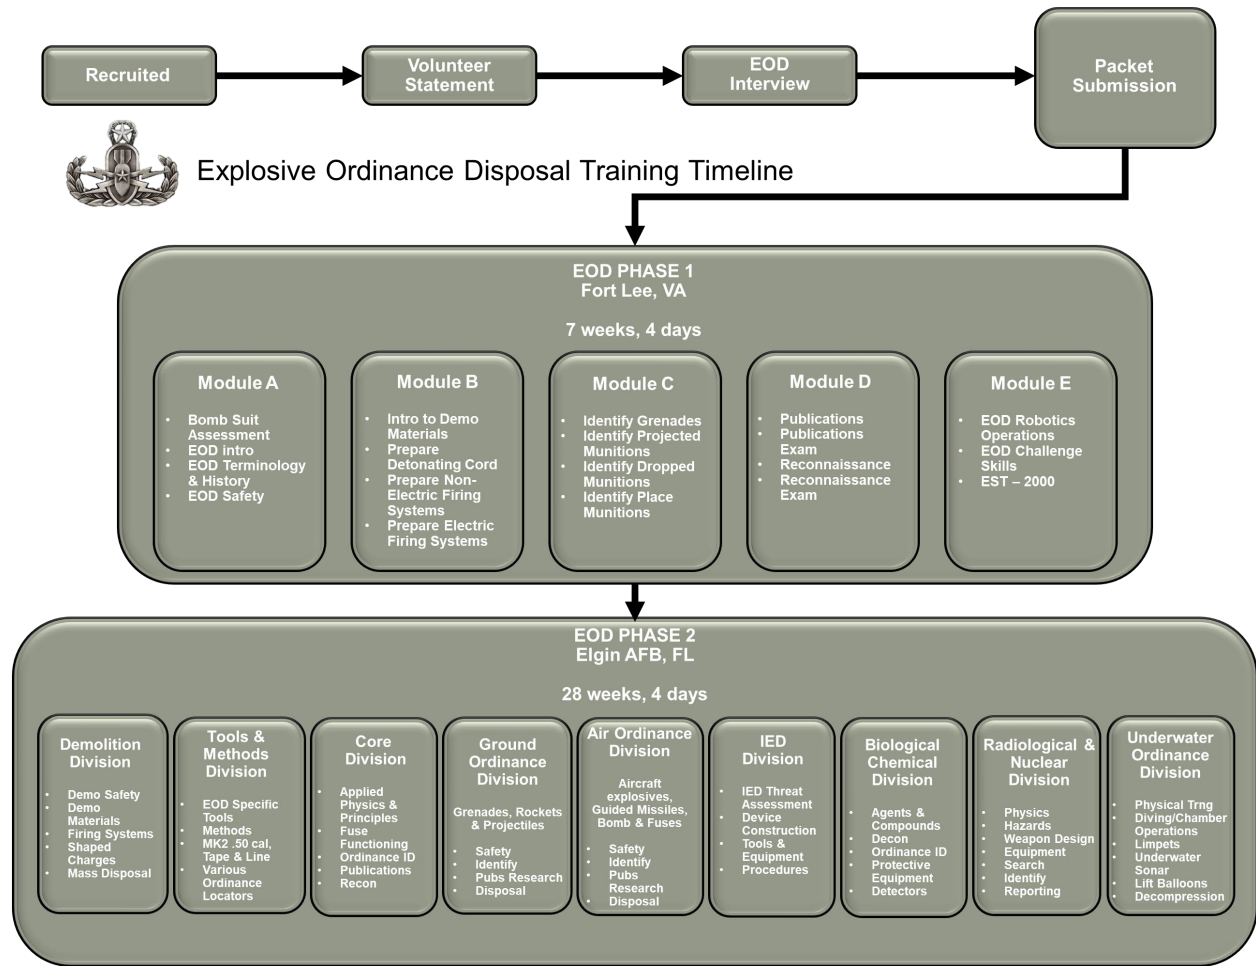 Recruited
Volunteer
Statement
EOD
Interview
Packet
Submission
Explosive Ordinance Disposal Training Timeline
EOD PHASE 1
Fort Lee, VA
7 weeks, 4 days
Module A
• Bomb Suit
Assessment
• EOD intro
• EOD Terminology
& History
• EOD Safety
Module B
• Intro to Demo
Materials
• Prepare
Detonating Cord
• Prepare Non-
Electric Firing
Systems
• Prepare Electric
Firing Systems
Module C
• Identify Grenades
• Identify Projected
Munitions
• Identify Dropped
Munitions
• Identify Place
Munitions
Module D
• Publications
• Publications
Exam
• Reconnaissance
• Reconnaissance
Exam
Module E
• EOD Robotics
Operations
• EOD Challenge
Skills
• EST – 2000
EOD PHASE 2
Elgin AFB, FL
28 weeks, 4 days
Demolition
Division
• Demo Safety
• Demo
Materials
• Firing Systems
• Shaped
Charges
• Mass Disposal
Tools &
Methods
Division
• EOD Specific
Tools
• Methods
• MK2 .50 cal,
Tape & Line
• Various
Ordinance
Locators
Core
Division
• Applied
Physics &
Principles
• Fuse
Functioning
• Ordinance ID
• Publications
• Recon
Ground
Ordinance
Division
Grenades, Rockets
& Projectiles
• Safety
• Identify
• Pubs Research
• Disposal
Air Ordinance
Division
Aircraft
explosives,
Guided Missiles,
Bomb & Fuses
• Safety
• Identify
• Pubs
Research
• Disposal
IED
Division
• IED Threat
Assessment
• Device
Construction
• Tools &
Equipment
• Procedures
Biological
Chemical
Division
• Agents &
Compounds
• Decon
• Ordinance ID
• Protective
Equipment
• Detectors
Radiological &
Nuclear
Division
• Physics
• Hazards
• Weapon Design
• Equipment
• Search
• Identify
• Reporting
Underwater
Ordinance
Division
• Physical Trng
• Diving/Chamber
Operations
• Limpets
• Underwater
Sonar
• Lift Balloons
• Decompression